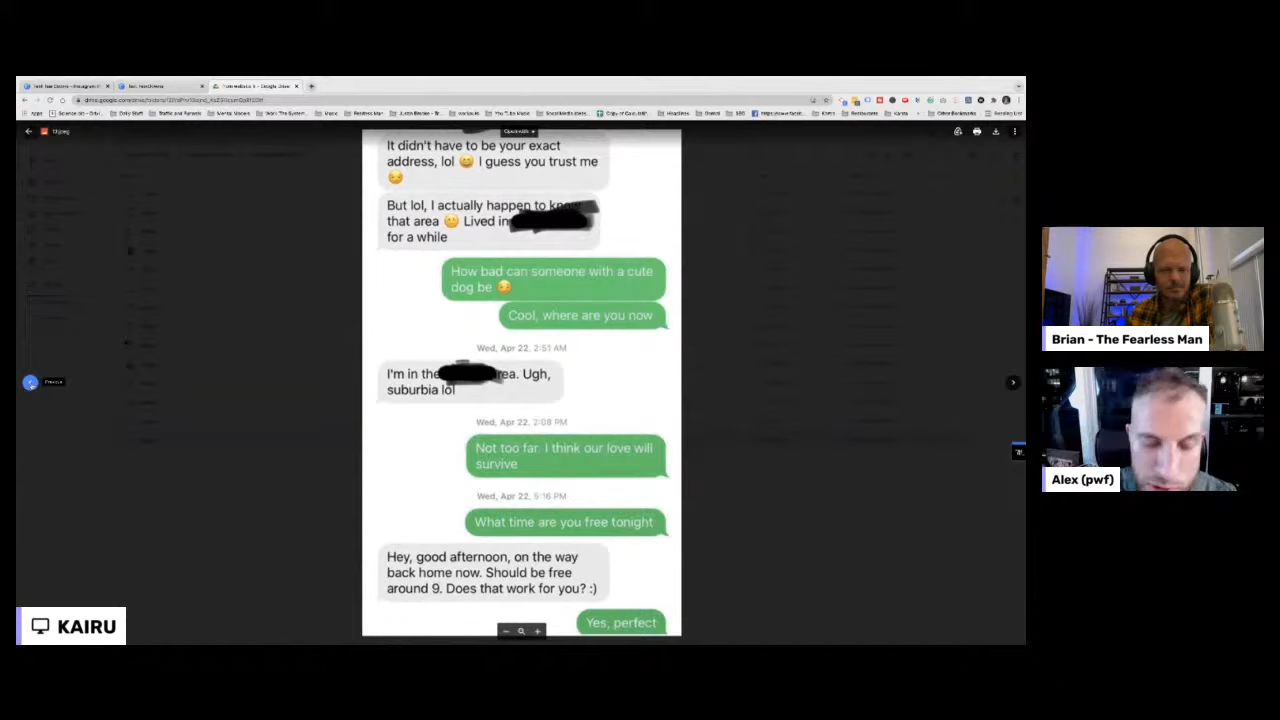 Apps
It didn't have to be your exact
address, lol 😄 I guess you trust me
😣
But lol, I actually happen to know
that area 😬 Lived in
for a while
How bad can someone with a cute
dog be 😏
Cool, where are you now
Wed, Apr 22, 2:51 AM
I'm in the
rea. Ugh,
suburbia lol
Wed, Apr 22, 2:08 PM
Not too far. I think our love will
survive
Wed, Apr 22, 5:16 PM
What time are you free tonight
Hey, good afternoon, on the way
back home now. Should be free
around 9. Does that work for you? :)
Yes, perfect
Brian - The Fearless Man
Alex (pwf)
KAIRU